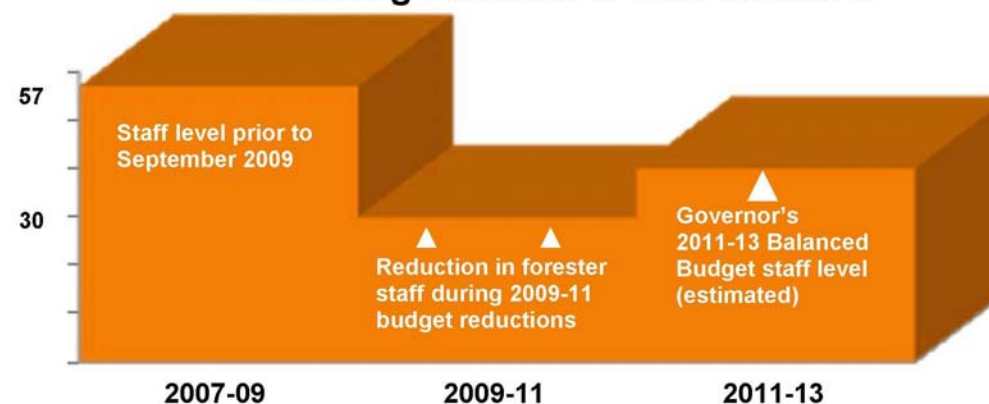 57
Staff level prior to
September 2009
30
Reduction in forester
staff during 2009-11
budget reductions
Governor's
2011-13 Balanced
Budget staff level
(estimated)
2007-09
2009-11
2011-13